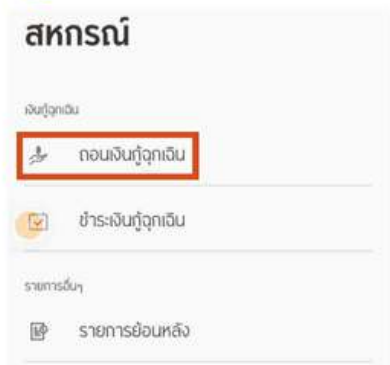 สหกรณ์
เงินกู้ฉุกเฉิน
ถอนเงินกู้ฉุกเฉิน
ชำระเงินกู้ฉุกเฉิน
รายการอื่นๆ
รายการย้อนหลัง